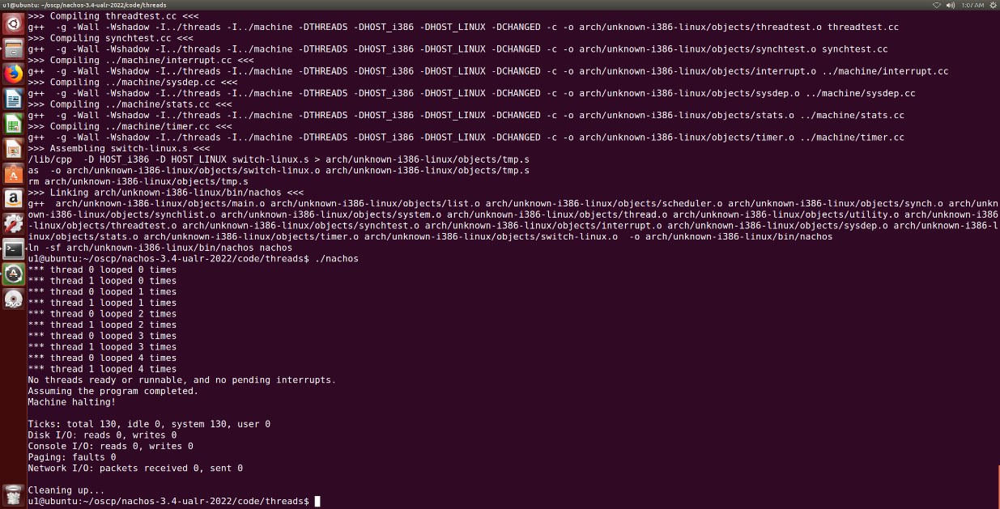 u1@ubuntu: ~/oscp/nachos-3.4-ualr-2022/code/threads
1:07 AM
>>> Compiling threadtest.cc <<<
g++  -g -Wall -Wshadow -I../threads -I../machine -DTHREADS -DHOST_i386 -DHOST_LINUX -DCHANGED -c -o arch/unknown-i386-linux/objects/threadtest.o threadtest.cc
>>> Compiling synchtest.cc <<<
g++  -g -Wall -Wshadow -I../threads -I../machine -DTHREADS -DHOST_i386 -DHOST_LINUX -DCHANGED -c -o arch/unknown-i386-linux/objects/synchtest.o synchtest.cc
>>> Compiling ../machine/interrupt.cc <<<
g++  -g -Wall -Wshadow -I../threads -I../machine -DTHREADS -DHOST_i386 -DHOST_LINUX -DCHANGED -c -o arch/unknown-i386-linux/objects/interrupt.o ../machine/interrupt.cc
>>> Compiling ../machine/sysdep.cc <<<
g++  -g -Wall -Wshadow -I../threads -I../machine -DTHREADS -DHOST_i386 -DHOST_LINUX -DCHANGED -c -o arch/unknown-i386-linux/objects/sysdep.o ../machine/sysdep.cc
>>> Compiling ../machine/stats.cc <<<
g++  -g -Wall -Wshadow -I../threads -I../machine -DTHREADS -DHOST_i386 -DHOST_LINUX -DCHANGED -c -o arch/unknown-i386-linux/objects/stats.o ../machine/stats.cc
>>> Compiling ../machine/timer.cc <<<
g++  -g -Wall -Wshadow -I../threads -I../machine -DTHREADS -DHOST_i386 -DHOST_LINUX -DCHANGED -c -o arch/unknown-i386-linux/objects/timer.o ../machine/timer.cc
>>> Assembling switch-linux.s <<<
/lib/cpp  -D HOST_i386 -D HOST_LINUX switch-linux.s > arch/unknown-i386-linux/objects/tmp.s
as  -o arch/unknown-i386-linux/objects/switch-linux.o arch/unknown-i386-linux/objects/tmp.s
rm arch/unknown-i386-linux/objects/tmp.s
>>> Linking arch/unknown-i386-linux/bin/nachos <<<
g++  arch/unknown-i386-linux/objects/main.o arch/unknown-i386-linux/objects/list.o arch/unknown-i386-linux/objects/scheduler.o arch/unknown-i386-linux/objects/synch.o arch/unkn
own-i386-linux/objects/synchlist.o arch/unknown-i386-linux/objects/system.o arch/unknown-i386-linux/objects/thread.o arch/unknown-i386-linux/objects/utility.o arch/unknown-i386
-linux/objects/threadtest.o arch/unknown-i386-linux/objects/synchtest.o arch/unknown-i386-linux/objects/interrupt.o arch/unknown-i386-linux/objects/sysdep.o arch/unknown-i386-l
inux/objects/stats.o arch/unknown-i386-linux/objects/timer.o arch/unknown-i386-linux/objects/switch-linux.o  -o arch/unknown-i386-linux/bin/nachos
ln -sf arch/unknown-i386-linux/bin/nachos nachos
u1@ubuntu:~/oscp/nachos-3.4-ualr-2022/code/threads$ ./nachos
*** thread 0 looped 0 times
*** thread 1 looped 0 times
*** thread 0 looped 1 times
*** thread 1 looped 1 times
*** thread 0 looped 2 times
*** thread 1 looped 2 times
*** thread 0 looped 3 times
*** thread 1 looped 3 times
*** thread 0 looped 4 times
*** thread 1 looped 4 times
No threads ready or runnable, and no pending interrupts.
Assuming the program completed.
Machine halting!
Ticks: total 130, idle 0, system 130, user 0
Disk I/O: reads 0, writes 0
Console I/O: reads 0, writes 0
Paging: faults 0
Network I/O: packets received 0, sent 0
Cleaning up...
u1@ubuntu:~/oscp/nachos-3.4-ualr-2022/code/threads$